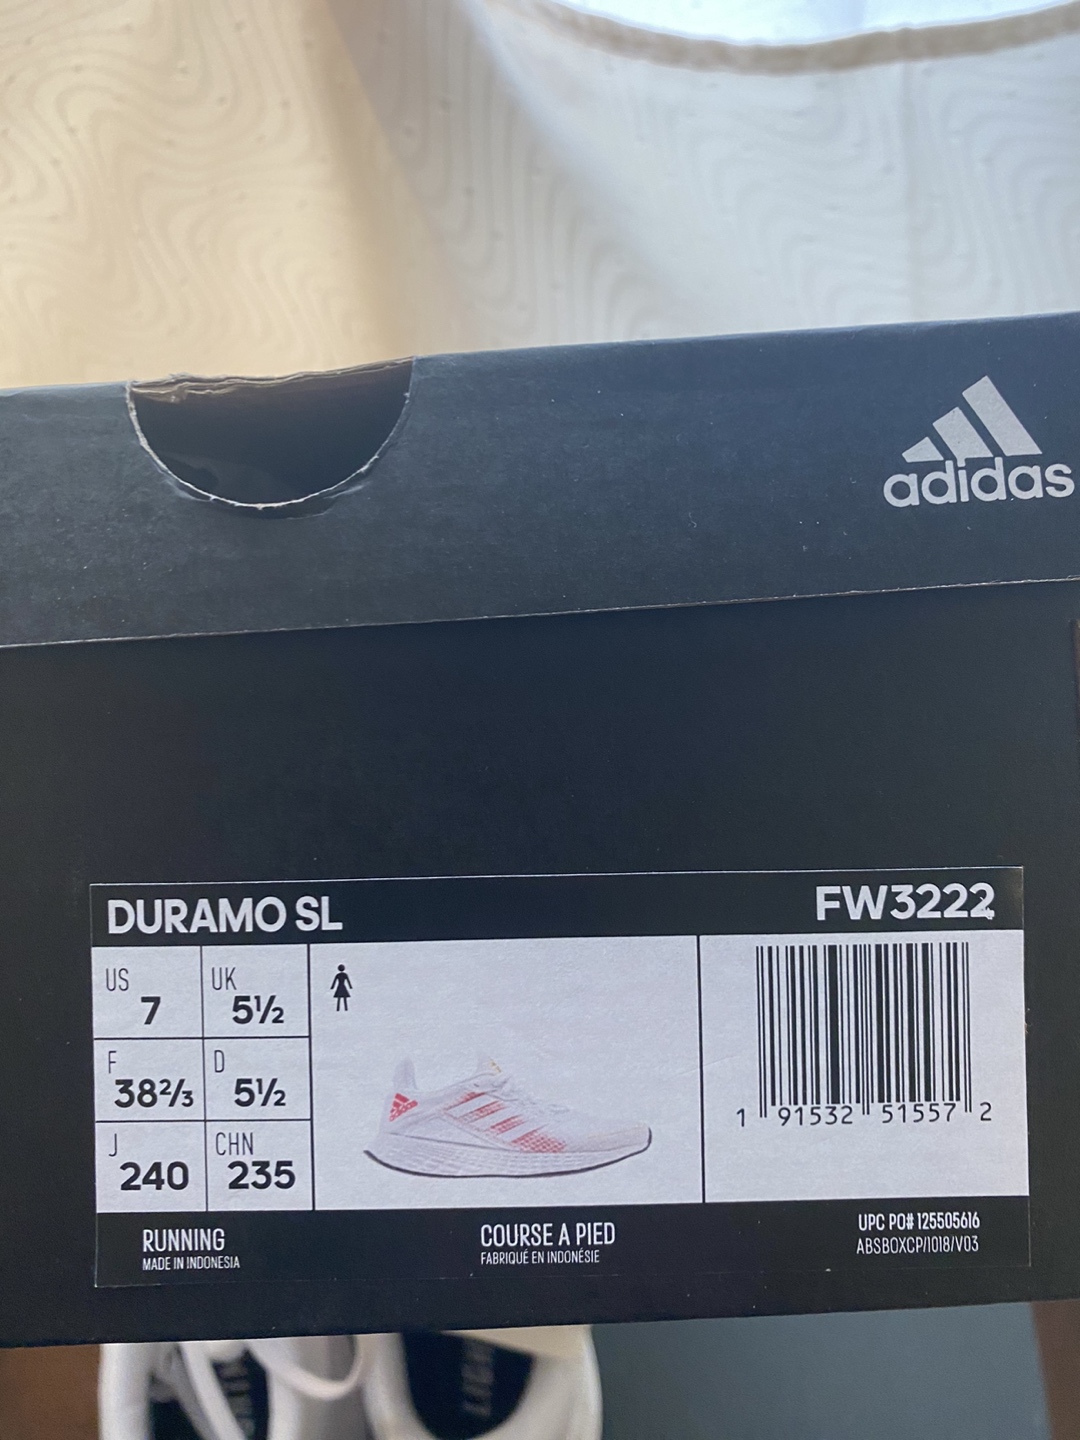 adidas
DURAMO SL
FW3222
US
7
UK
5½
F
38⅔
D
5½
J
240
CHN
235
1 91532 51557 2
RUNNING
MADE IN INDONESIA
COURSE A PIED
FABRIQUÉ EN INDONÉSIE
UPC PO# 125505616
ABSBOXCP/1018/V03